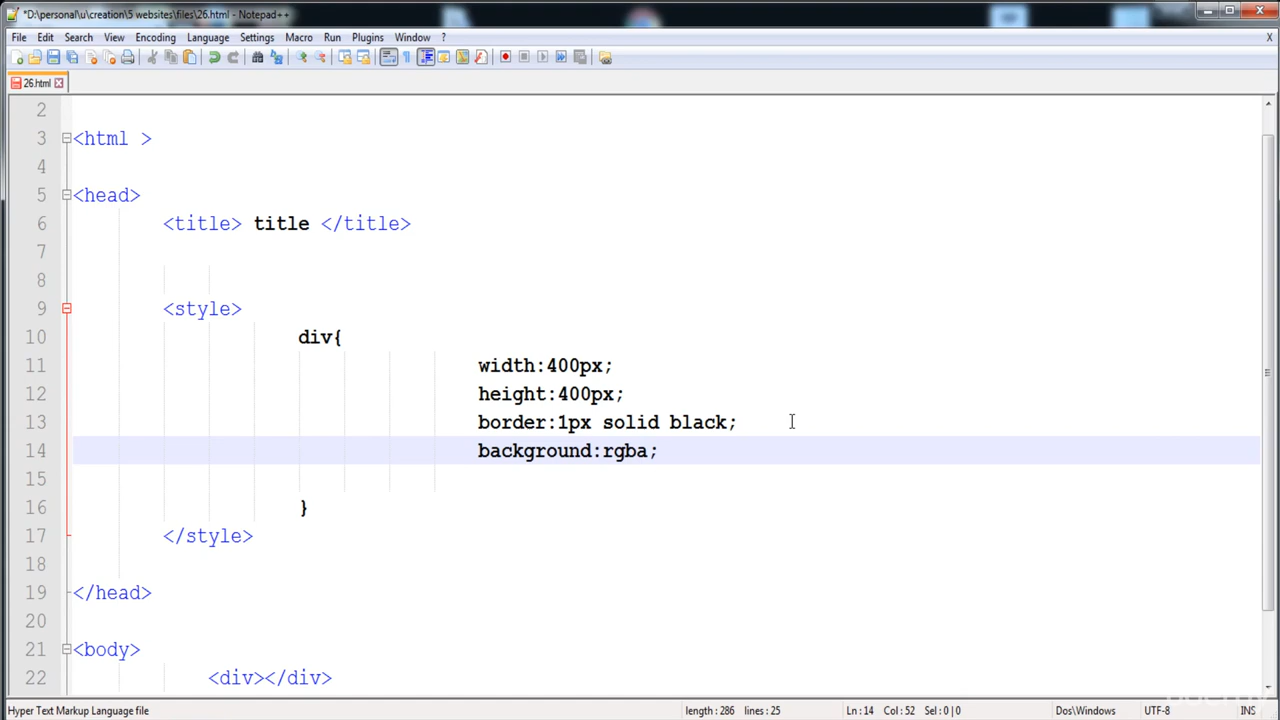 *D:\personal\u\creation\5 websites\files\26.html - Notepad++
File Edit Search View Encoding Language Settings Macro Run Plugins Window ? X
26.html
2
3 <html >
4
5 <head>
6 <title> title </title>
7
8
9 <style>
10 div{
11 width:400px;
12 height:400px;
13 border:1px solid black;
14 background:rgba;
15
16 }
17 </style>
18
19 </head>
20
21 <body>
22 <div></div>
Hyper Text Markup Language file length : 286 lines : 25 Ln : 14 Col : 52 Sel : 0 | 0 Dos\Windows UTF-8 INS